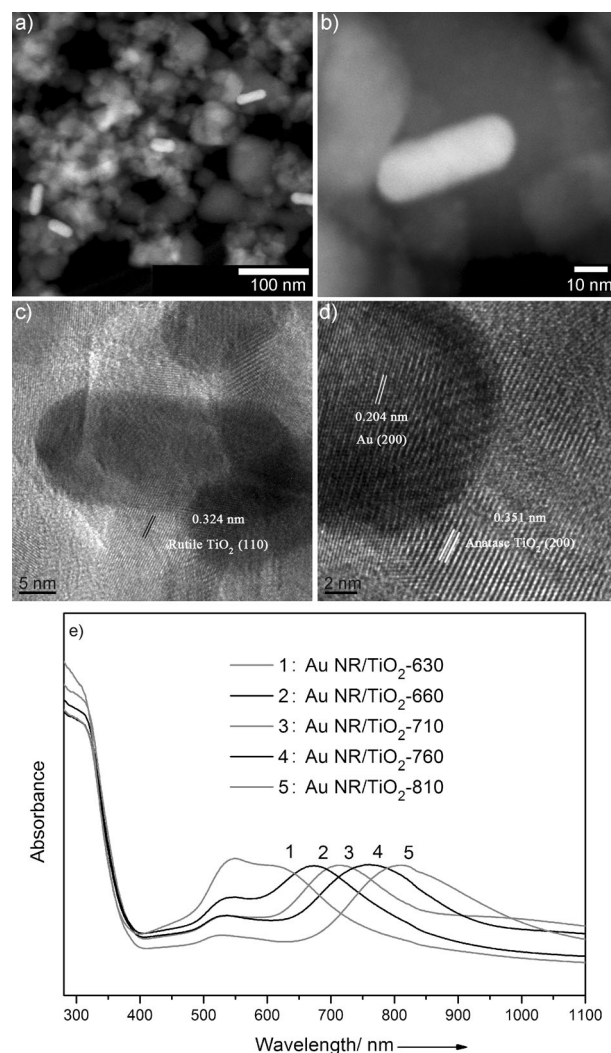 a)
100 nm
b)
10 nm
c)
0.324 nm
Rutile TiO₂ (110)
5 nm
d)
0.204 nm
Au (200)
0.351 nm
Anatase TiO₂ (200)
2 nm
e)
1: Au NR/TiO₂-630
2: Au NR/TiO₂-660
3: Au NR/TiO₂-710
4: Au NR/TiO₂-760
5: Au NR/TiO₂-810
1 2 3 4 5
Absorbance
300 400 500 600 700 800 900 1000 1100
Wavelength/ nm